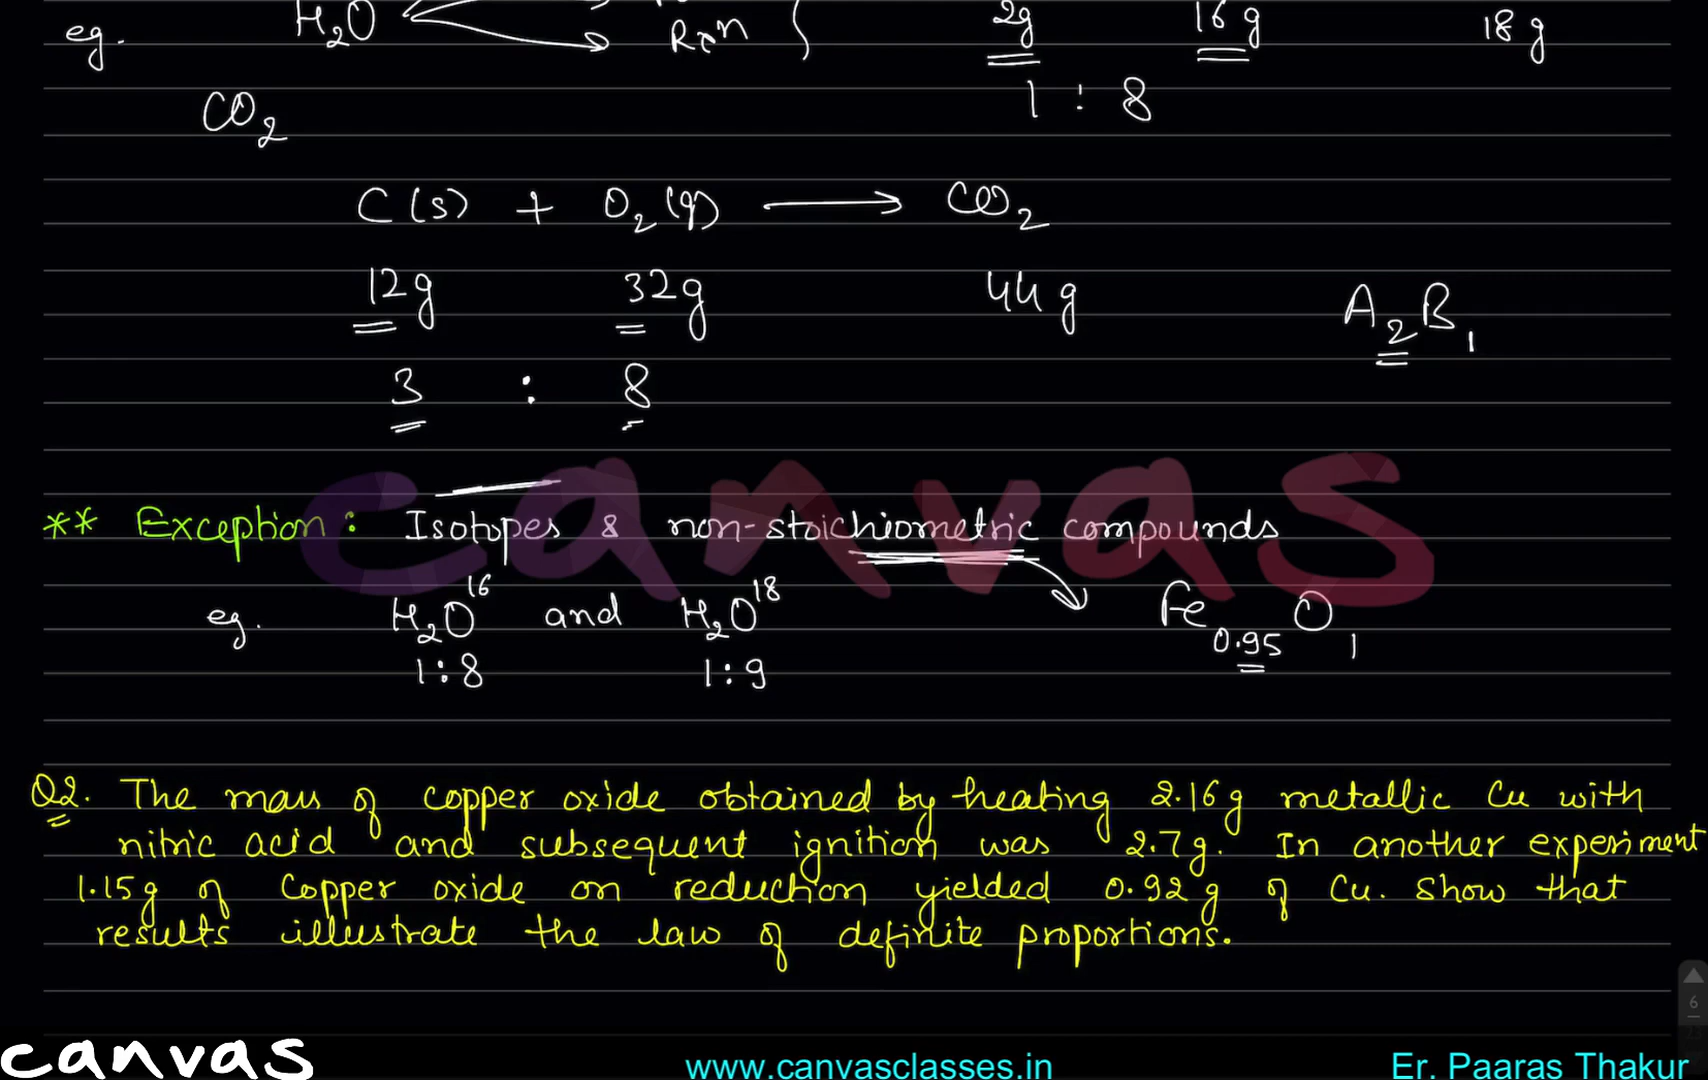 eg. H₂O Rxn } 2g 16g 18g
1 : 8
CO₂
C(s) + O₂(g) ⟶ CO₂
12g 32g 44g A₂B₁
3 : 8
canvas
** Exception: Isotopes & non-stoichiometric compounds
eg. H₂O¹⁶ and H₂O¹⁸ Fe₀.₉₅O₁
1:8 1:9
Q2. The mass of copper oxide obtained by heating 2.16g metallic Cu with
nitric acid and subsequent ignition was 2.7g. In another experiment
1.15g of Copper oxide on reduction yielded 0.92g of Cu. Show that
results illustrate the law of definite proportions.
6
canvas www.canvasclasses.in Er. Paaras Thakur